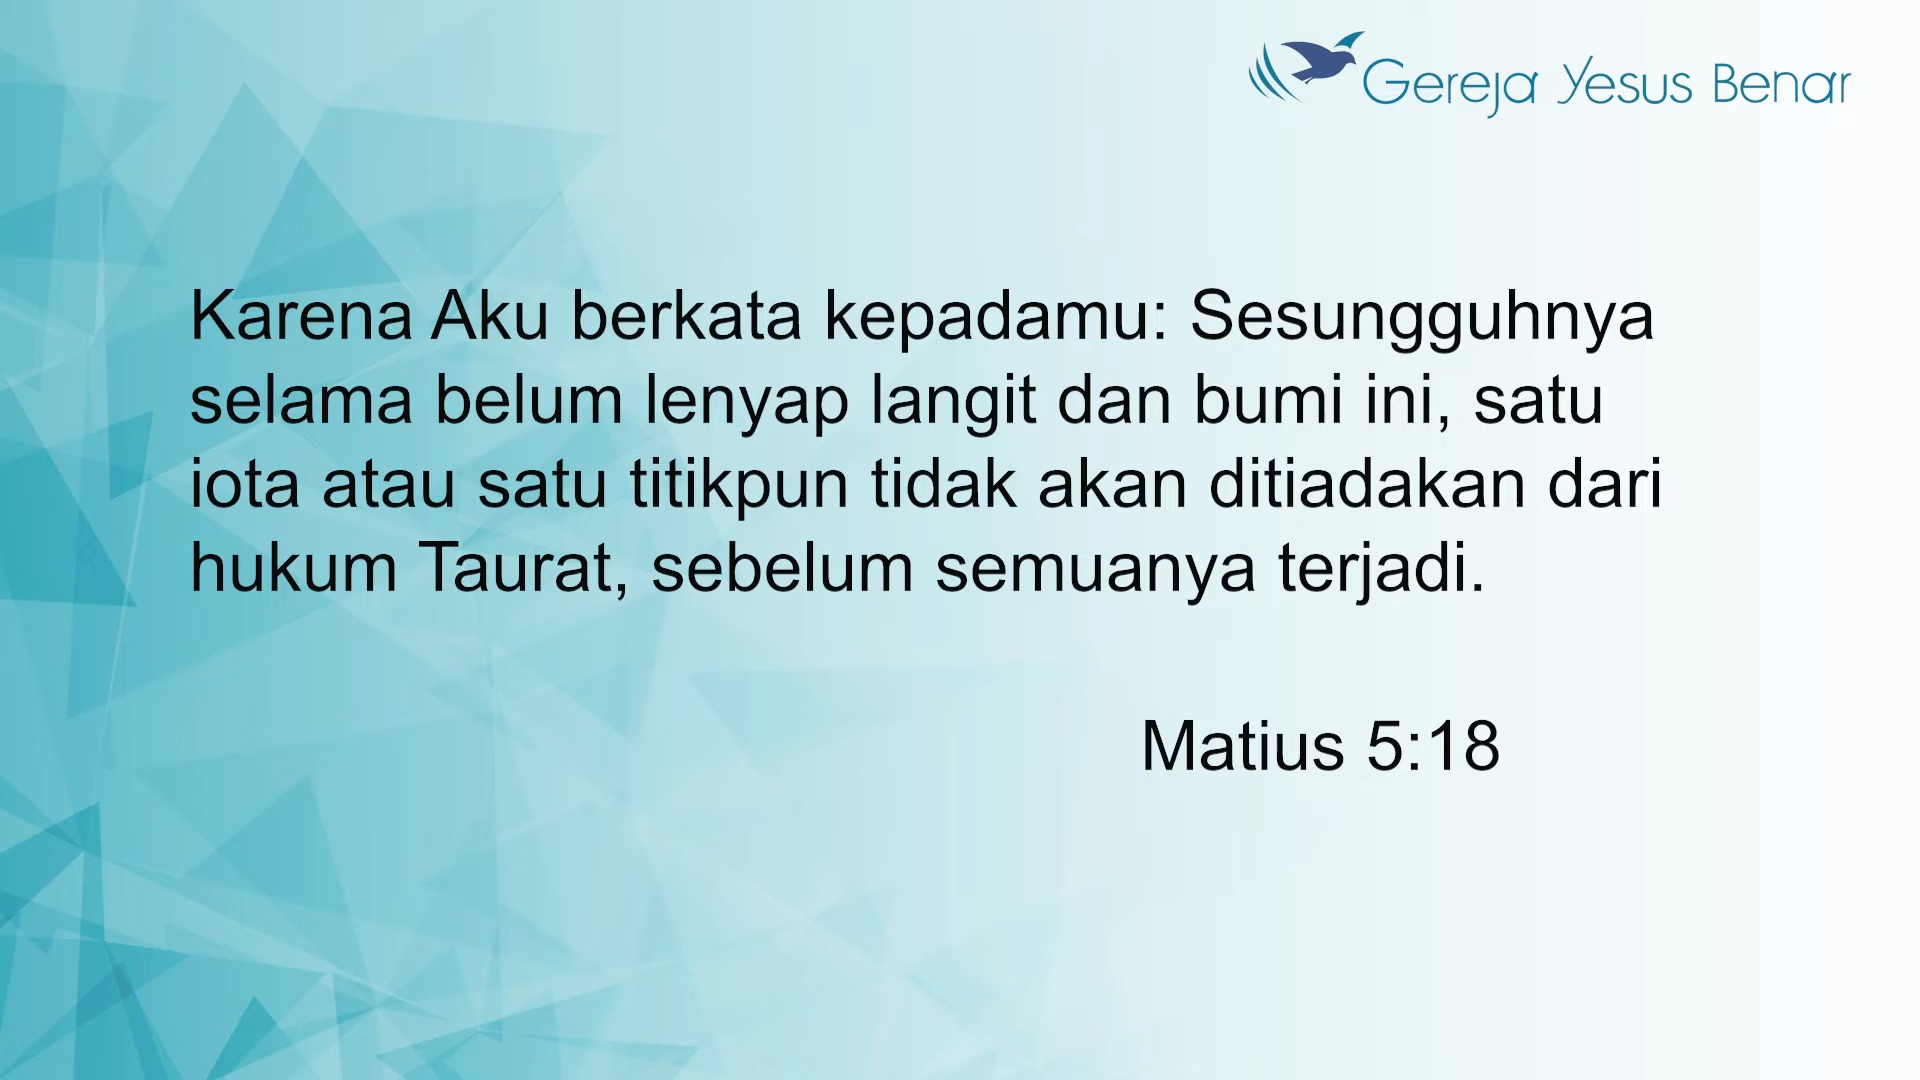 Gereja Yesus Benar
Karena Aku berkata kepadamu: Sesungguhnya
selama belum lenyap langit dan bumi ini, satu
iota atau satu titikpun tidak akan ditiadakan dari
hukum Taurat, sebelum semuanya terjadi.
Matius 5:18